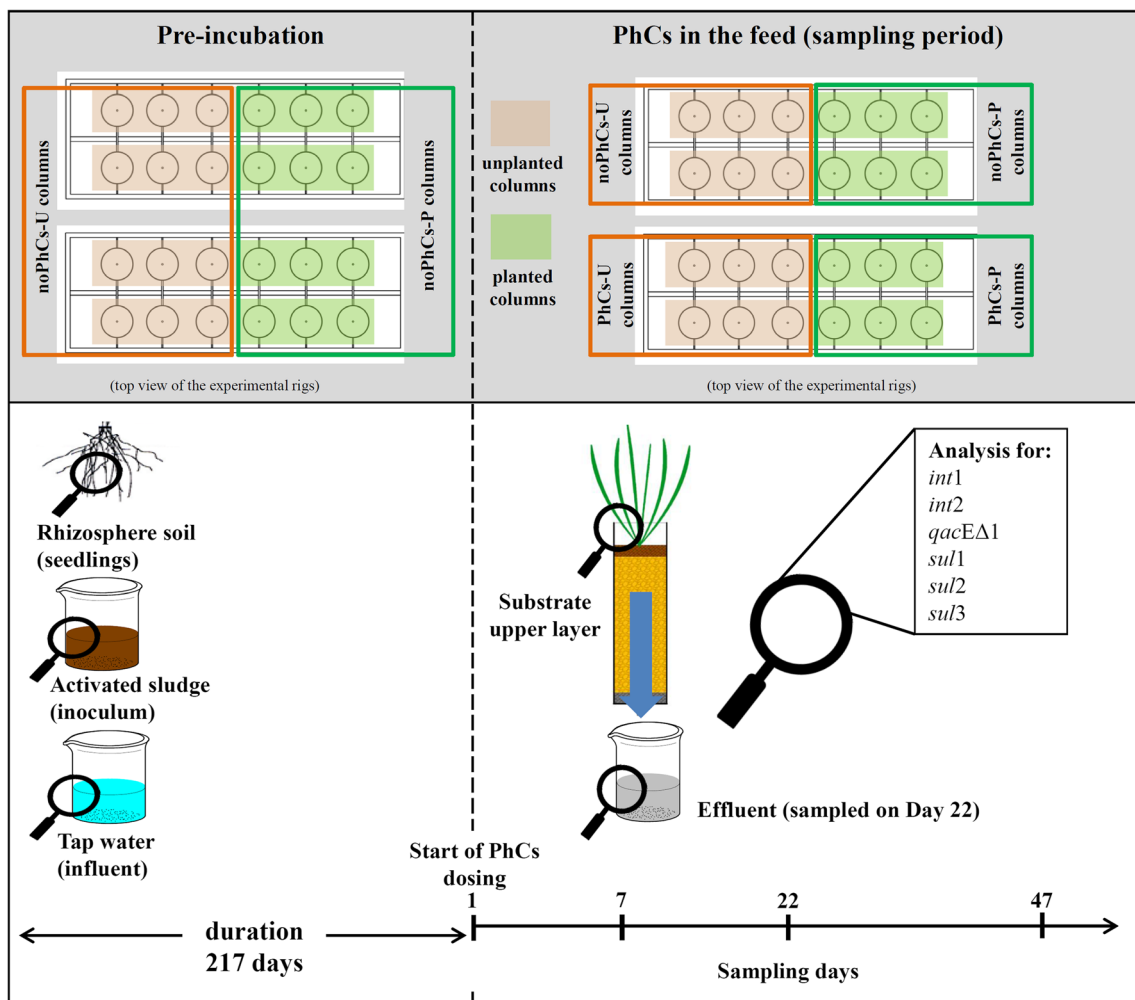 Pre-incubation
noPhCs-U columns
noPhCs-P columns
(top view of the experimental rigs)
unplanted
columns
planted
columns
PhCs in the feed (sampling period)
noPhCs-U
columns
noPhCs-P
columns
PhCs-U
columns
PhCs-P
columns
(top view of the experimental rigs)
Rhizosphere soil
(seedlings)
Activated sludge
(inoculum)
Tap water
(influent)
Substrate
upper layer
Analysis for:
int1
int2
qacEΔ1
sul1
sul2
sul3
Effluent (sampled on Day 22)
Start of PhCs
dosing
1
7
22
47
duration
217 days
Sampling days